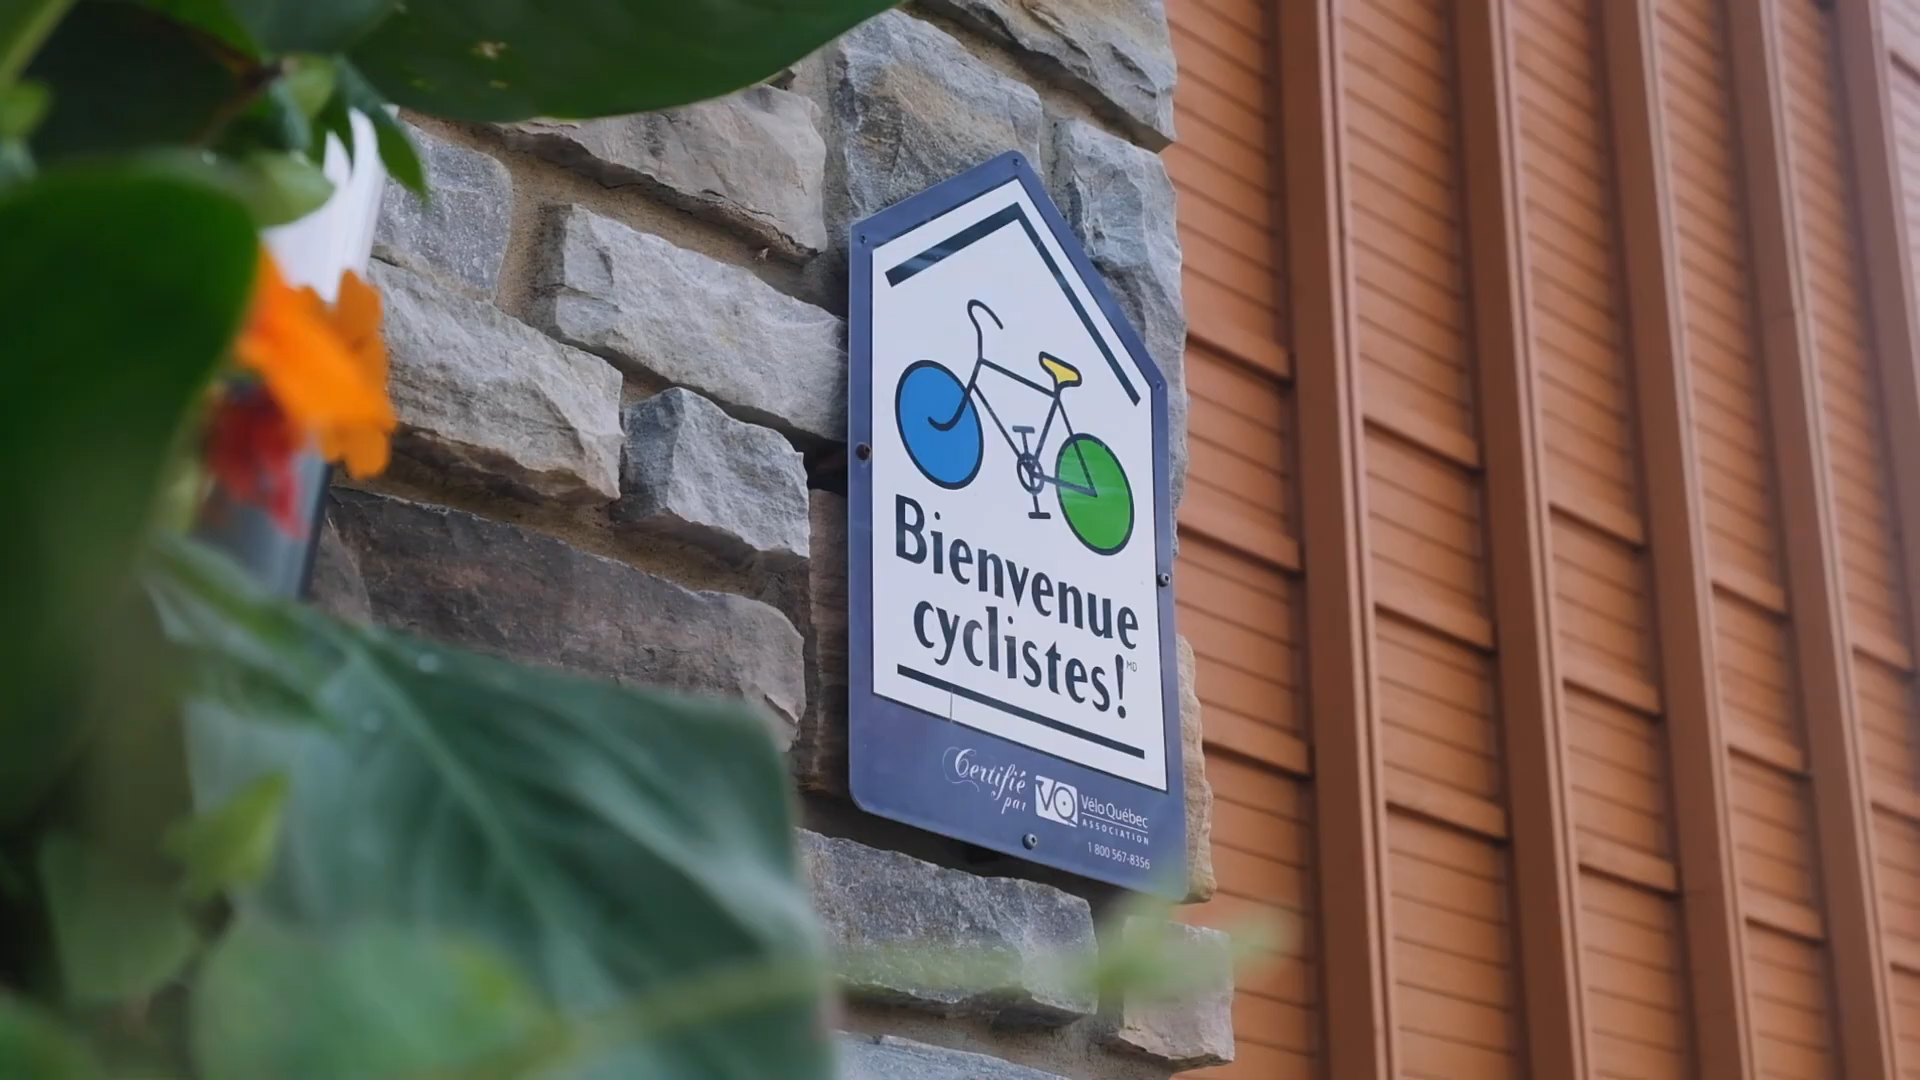 Bienvenue
cyclistes! MD
Certifié
par
VQ
Vélo Québec
ASSOCIATION
1 800 567-8356